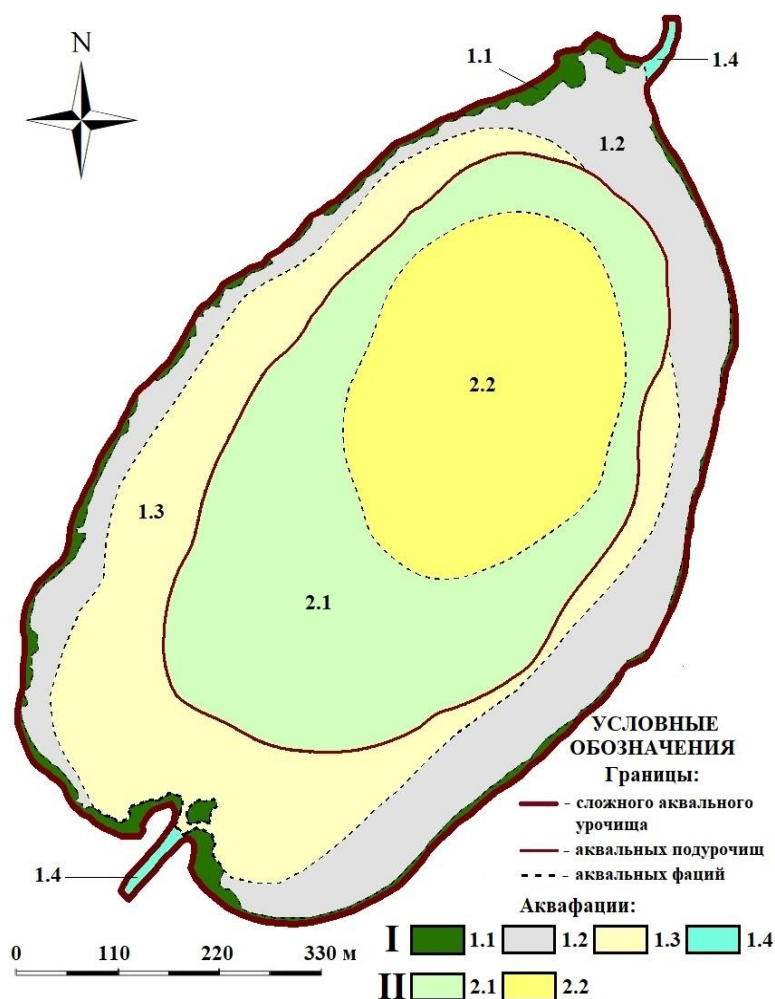 N
1.1
1.4
1.2
2.2
1.3
2.1
1.4
УСЛОВНЫЕ
ОБОЗНАЧЕНИЯ
Границы:
- сложного аквального
урочища
- аквальных подурочищ
- аквальных фаций
Аквафации:
I 1.1 1.2 1.3 1.4
II 2.1 2.2
0 110 220 330 м